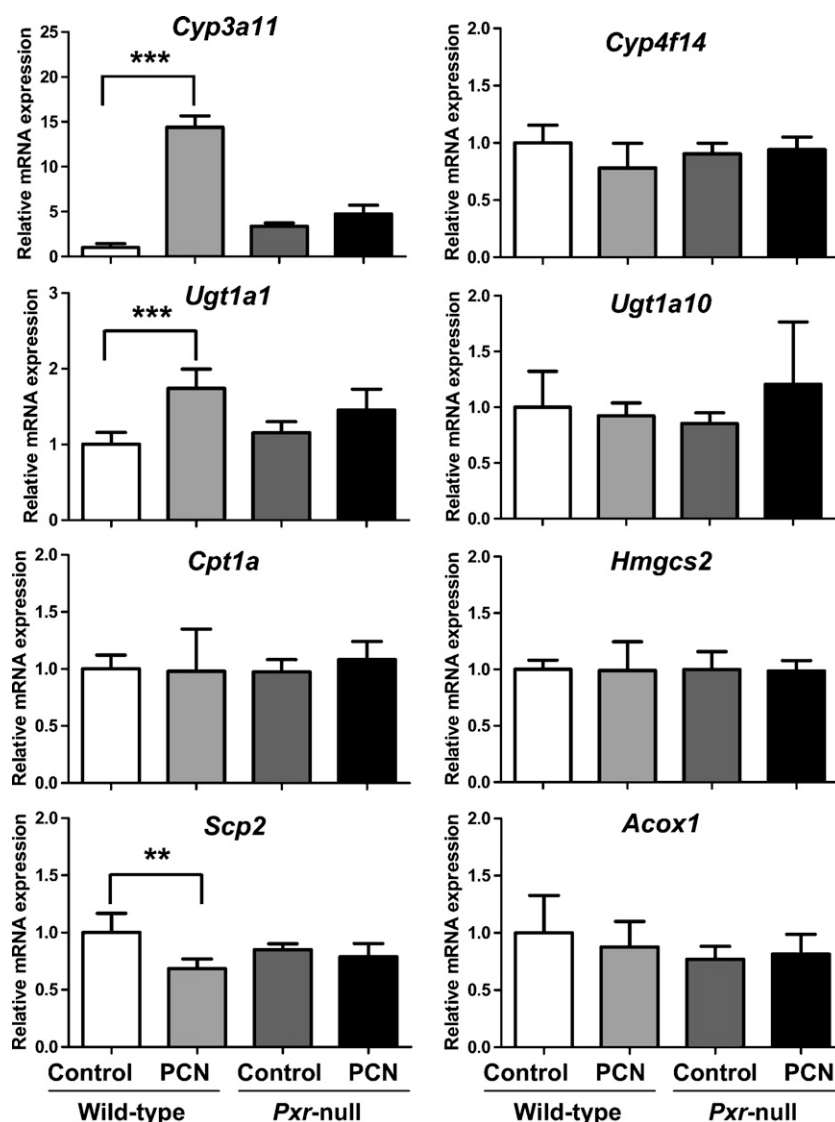 Cyp3a11
Relative mRNA expression
25
20
15
10
5
0
***
Cyp4f14
Relative mRNA expression
2.0
1.5
1.0
0.5
0.0
Ugt1a1
Relative mRNA expression
3
2
1
0
***
Ugt1a10
Relative mRNA expression
2.0
1.5
1.0
0.5
0.0
Cpt1a
Relative mRNA expression
2.0
1.5
1.0
0.5
0.0
Hmgcs2
Relative mRNA expression
2.0
1.5
1.0
0.5
0.0
Scp2
Relative mRNA expression
2.0
1.5
1.0
0.5
0.0
**
Acox1
Relative mRNA expression
2.0
1.5
1.0
0.5
0.0
Control PCN Control PCN
Wild-type Pxr-null
Control PCN Control PCN
Wild-type Pxr-null